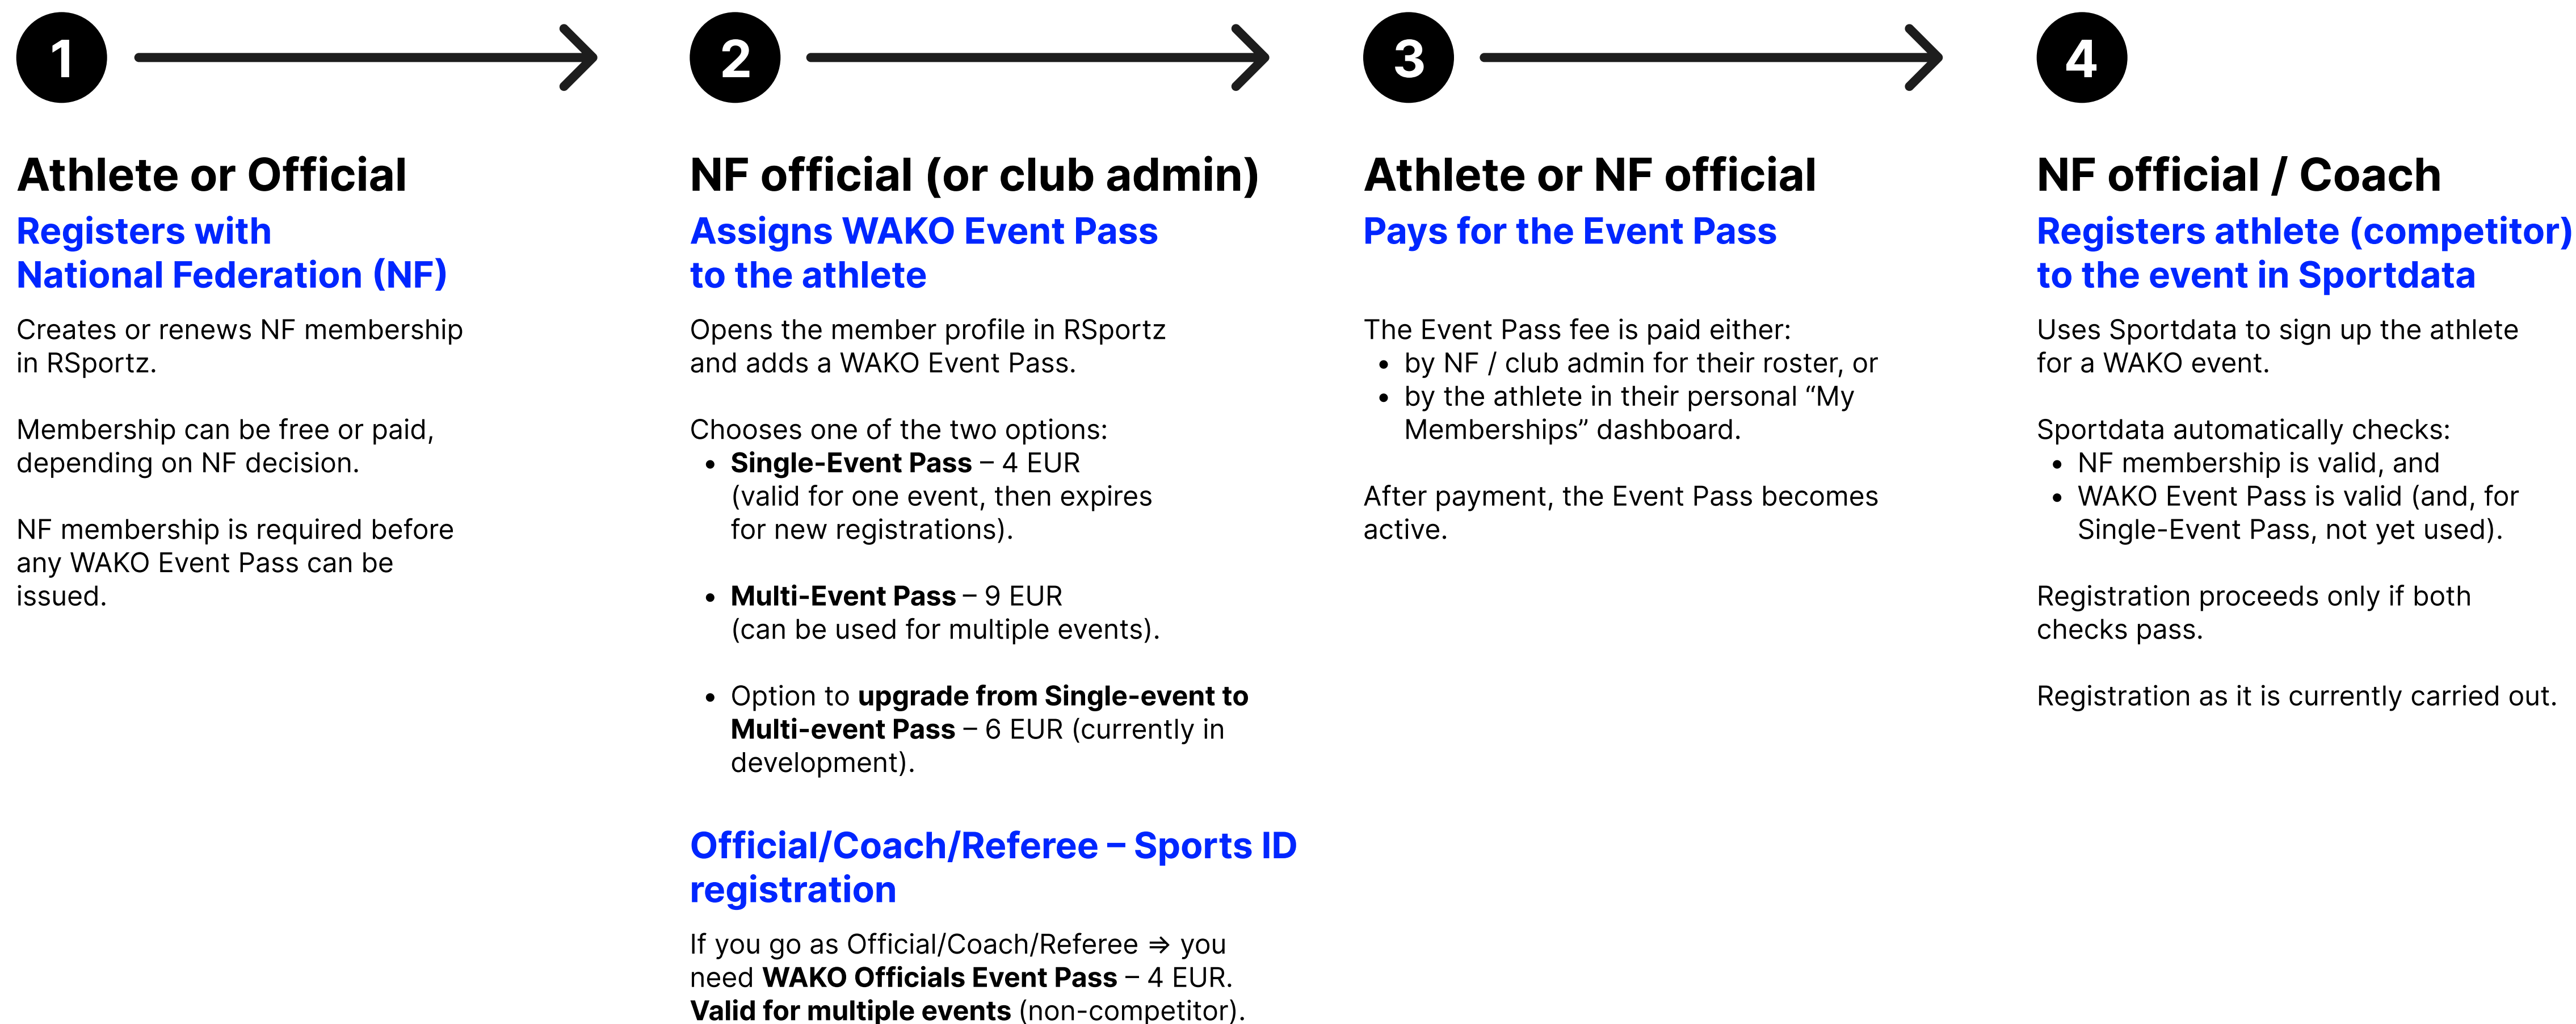 1
2
3
4
Athlete or Official
Registers with
National Federation (NF)
Creates or renews NF membership
in RSportz.
Membership can be free or paid,
depending on NF decision.
NF membership is required before
any WAKO Event Pass can be
issued.
NF official (or club admin)
Assigns WAKO Event Pass
to the athlete
Opens the member profile in RSportz
and adds a WAKO Event Pass.
Chooses one of the two options:
• Single-Event Pass – 4 EUR
(valid for one event, then expires
for new registrations).
• Multi-Event Pass – 9 EUR
(can be used for multiple events).
• Option to upgrade from Single-event to
Multi-event Pass – 6 EUR (currently in
development).
Official/Coach/Referee – Sports ID
registration
If you go as Official/Coach/Referee ⇒ you
need WAKO Officials Event Pass – 4 EUR.
Valid for multiple events (non-competitor).
Athlete or NF official
Pays for the Event Pass
The Event Pass fee is paid either:
• by NF / club admin for their roster, or
• by the athlete in their personal “My
Memberships” dashboard.
After payment, the Event Pass becomes
active.
NF official / Coach
Registers athlete (competitor)
to the event in Sportdata
Uses Sportdata to sign up the athlete
for a WAKO event.
Sportdata automatically checks:
• NF membership is valid, and
• WAKO Event Pass is valid (and, for
Single-Event Pass, not yet used).
Registration proceeds only if both
checks pass.
Registration as it is currently carried out.